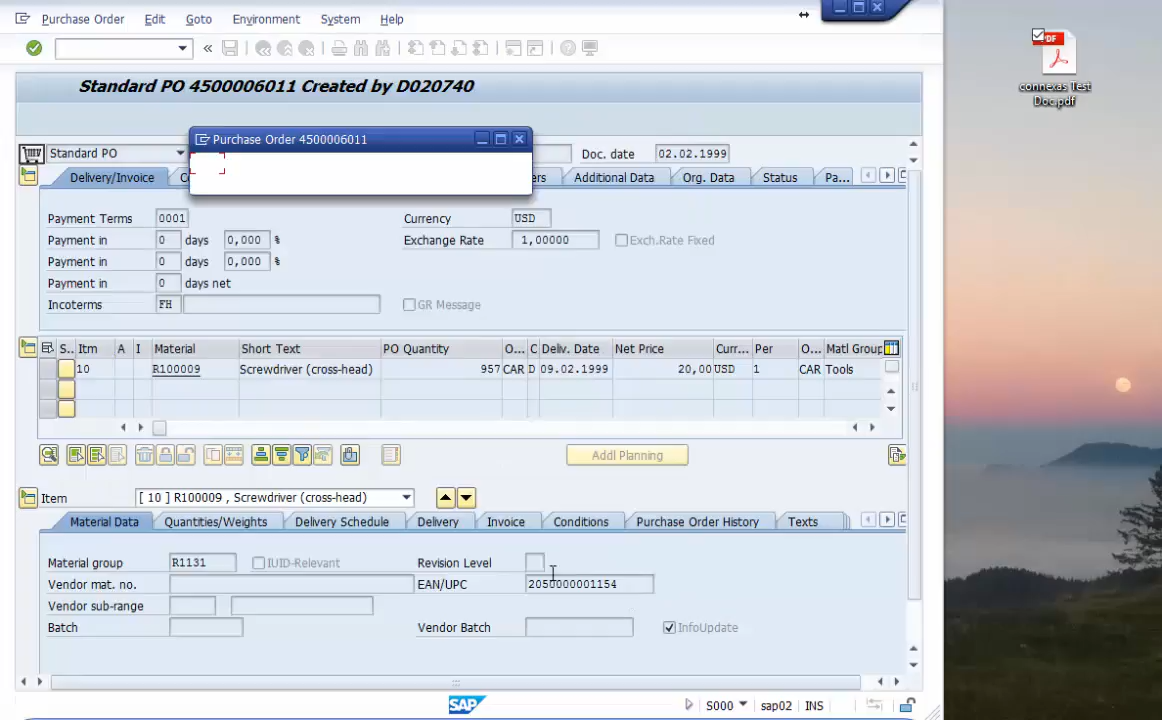 Purchase Order Edit Goto Environment System Help
Standard PO 4500006011 Created by D020740
Purchase Order 4500006011
Standard PO Doc. date 02.02.1999
Delivery/Invoice Additional Data Org. Data Status Pa...
Payment Terms 0001 Currency USD
Payment in 0 days 0,000 % Exchange Rate 1,00000 Exch.Rate Fixed
Payment in 0 days 0,000 %
Payment in 0 days net
Incoterms FH GR Message
S.. Itm A I Material Short Text PO Quantity O... C Deliv. Date Net Price Curr... Per O... Matl Group
10 R100009 Screwdriver (cross-head) 957 CAR D 09.02.1999 20,00 USD 1 CAR Tools
Addl Planning
Item [ 10 ] R100009 , Screwdriver (cross-head)
Material Data Quantities/Weights Delivery Schedule Delivery Invoice Conditions Purchase Order History Texts
Material group R1131 IUID-Relevant Revision Level
Vendor mat. no. EAN/UPC 2050000001154
Vendor sub-range
Batch Vendor Batch InfoUpdate
SAP S000 sap02 INS
PDF
connexas Test
Doc.pdf